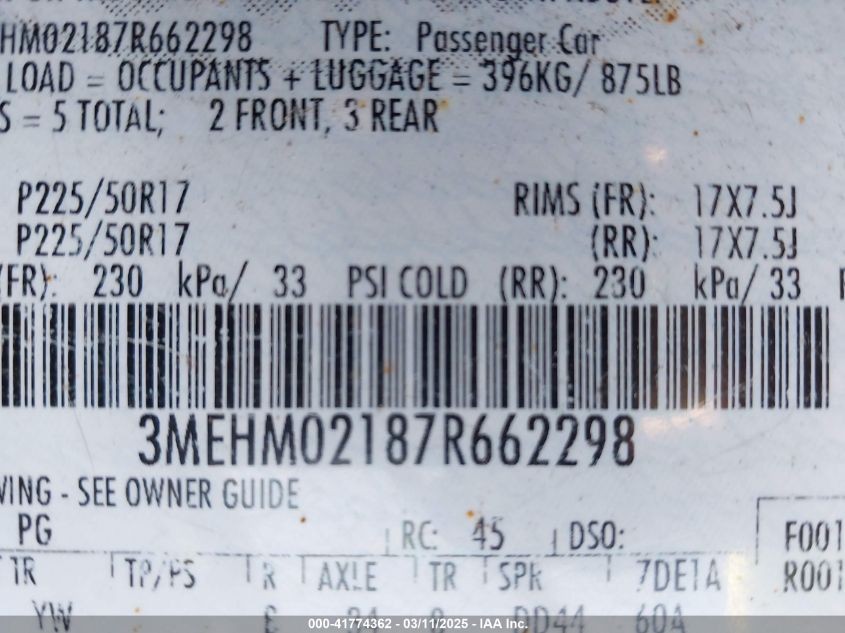 HM02187R662298 TYPE: Passenger Car
LOAD = OCCUPANTS + LUGGAGE = 396KG/ 875LB
S = 5 TOTAL; 2 FRONT, 3 REAR
P225/50R17 RIMS (FR): 17X7.5J
P225/50R17 (RR): 17X7.5J
(FR): 230 kPa/ 33 PSI COLD (RR): 230 kPa/ 33
3MEHM02187R662298
WING - SEE OWNER GUIDE
PG RC: 45 DSO: F001
TR TP/PS R AXLE TR SPR 7DE1A R001
YW
000-41774362 - 03/11/2025 - IAA Inc.